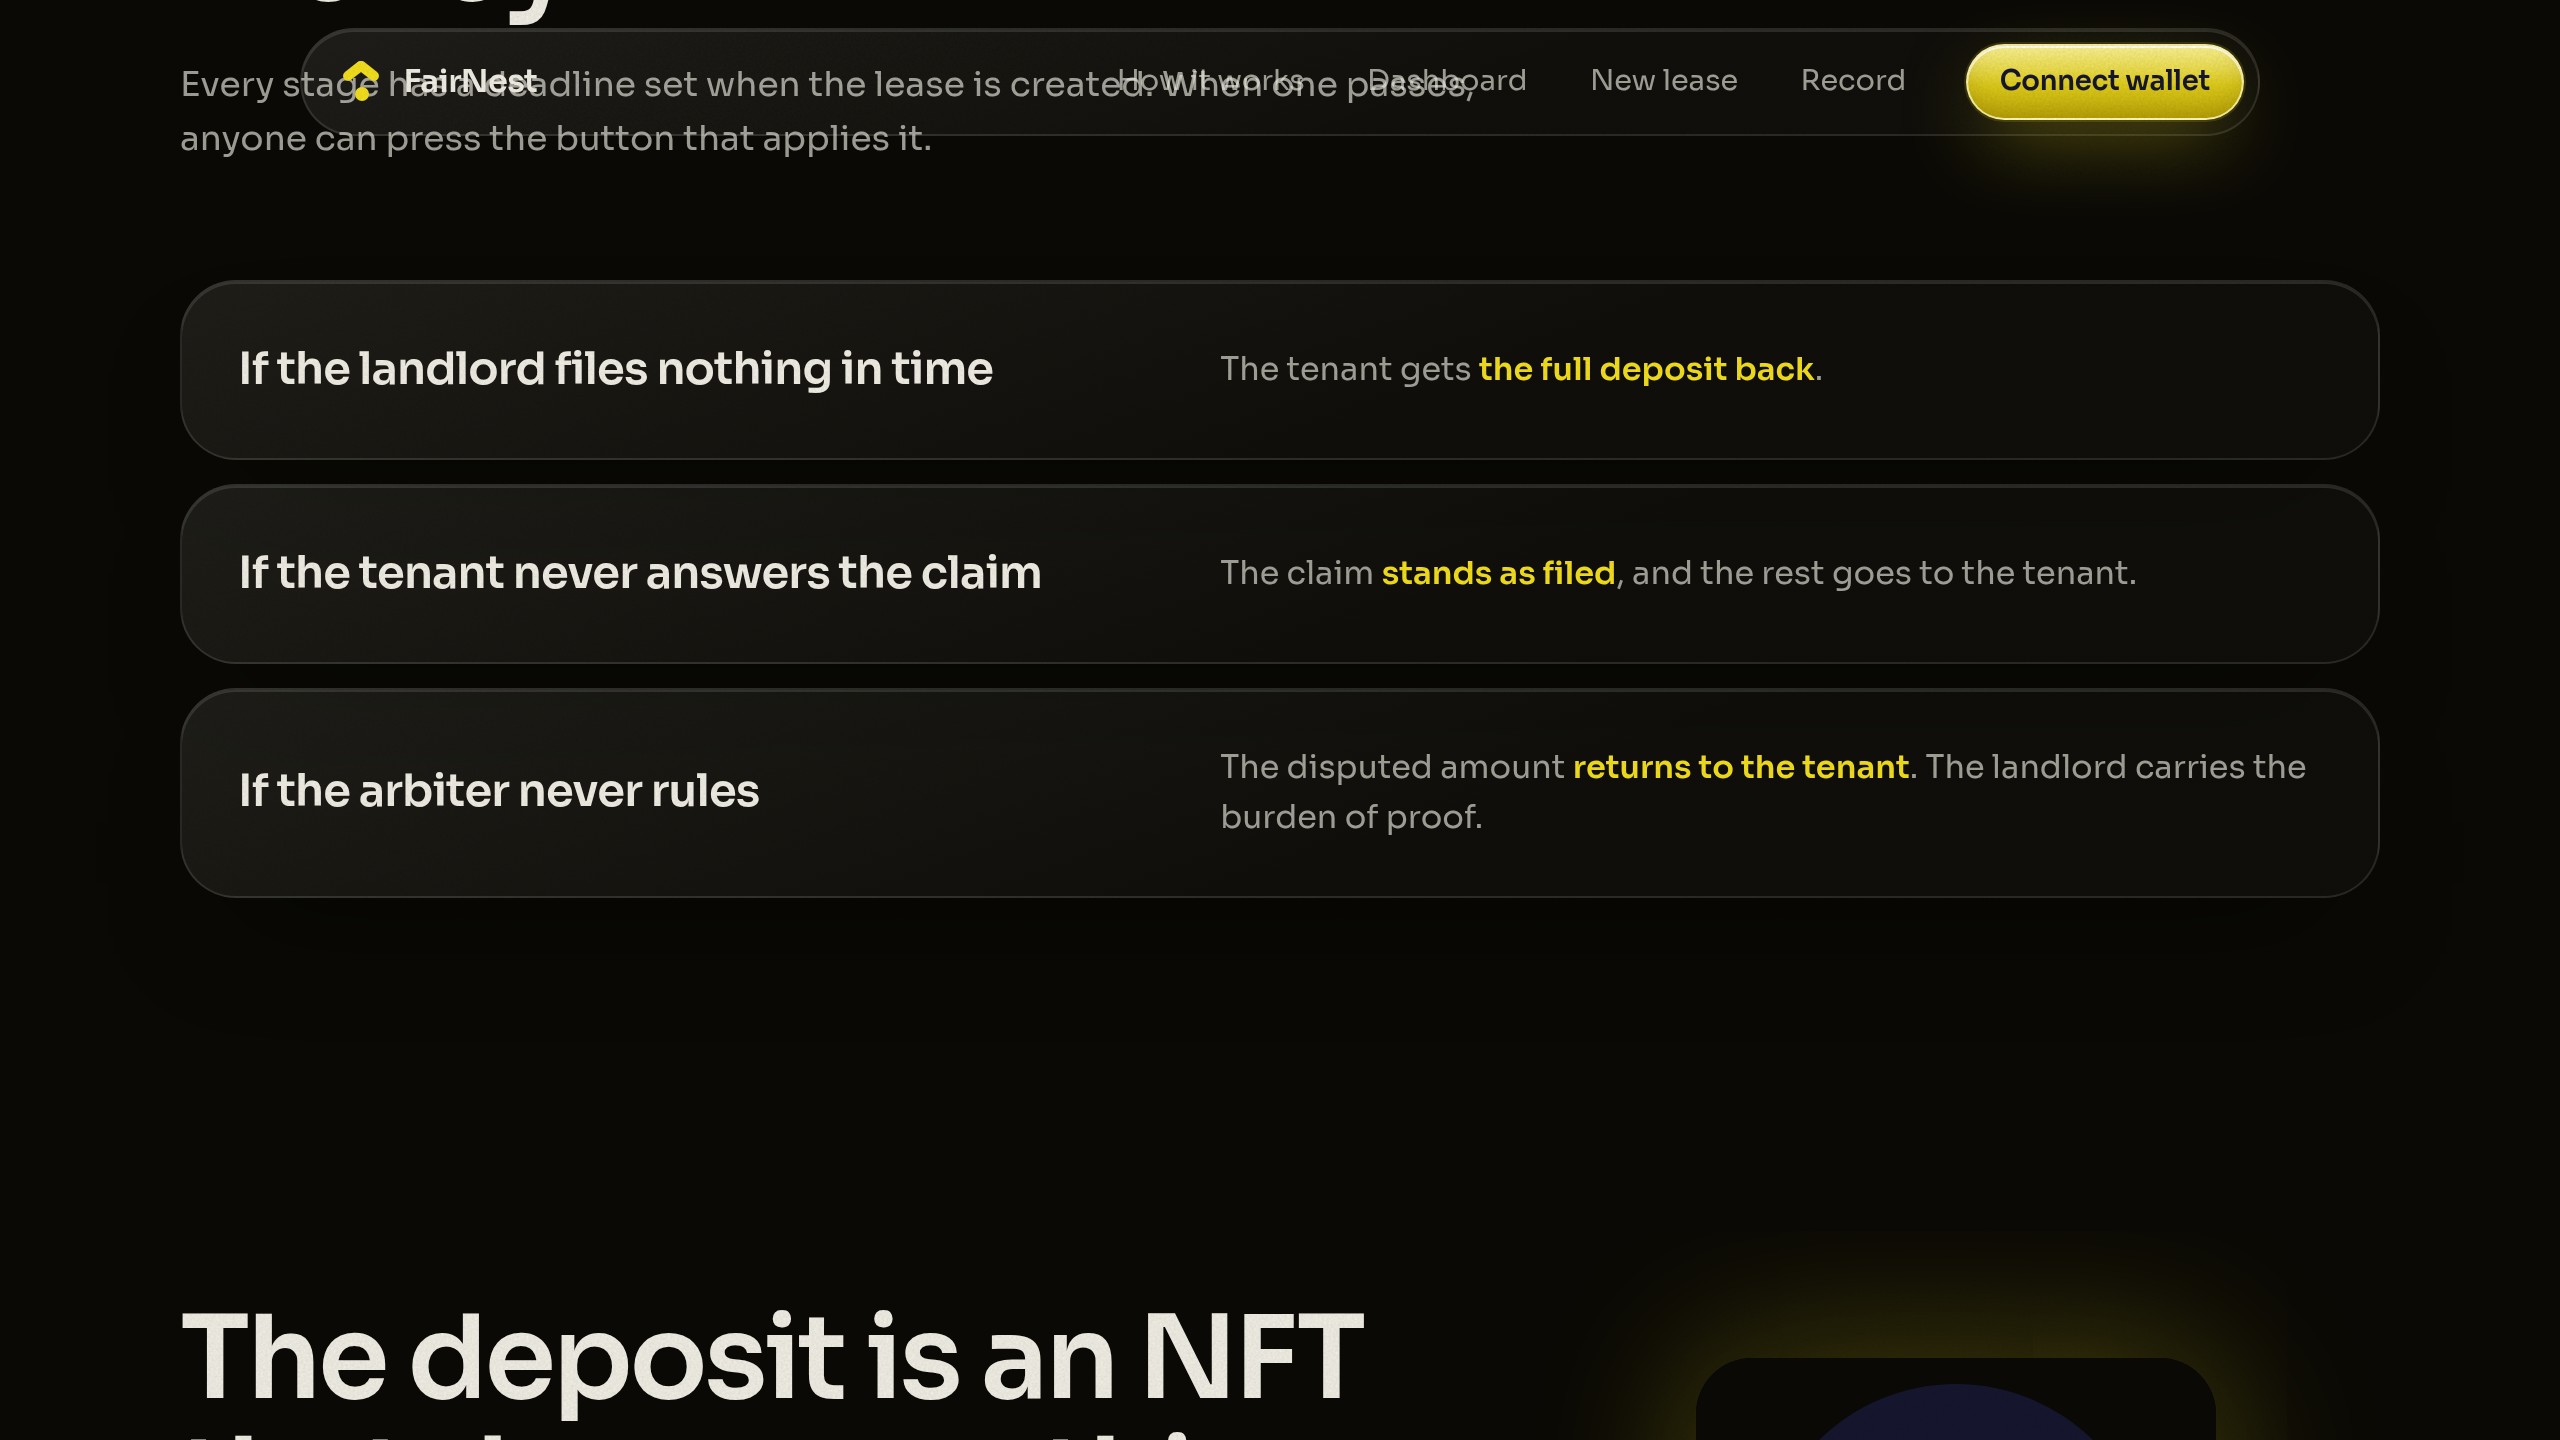 FairNest How it works Dashboard New lease Record Connect wallet
Every stage has a deadline set when the lease is created. When one passes,
anyone can press the button that applies it.
If the landlord files nothing in time
The tenant gets the full deposit back.
If the tenant never answers the claim
The claim stands as filed, and the rest goes to the tenant.
If the arbiter never rules
The disputed amount returns to the tenant. The landlord carries the
burden of proof.
The deposit is an NFT